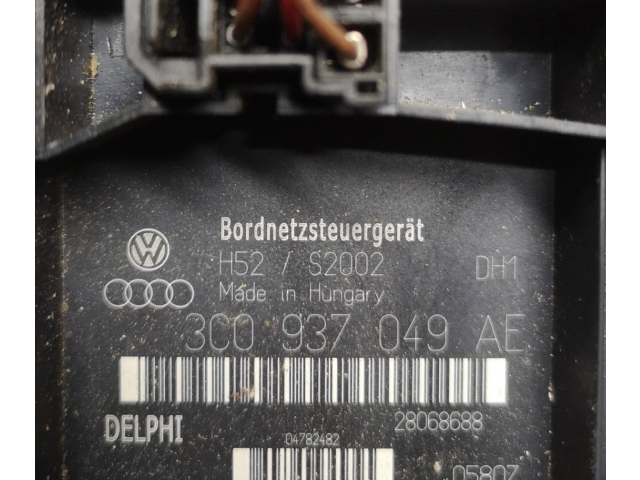 Bordnetzsteuergerät
H52 / S2002 DH1
Made in Hungary
3C0 937 049 AE
DELPHI 28068688
04782482
0580Z